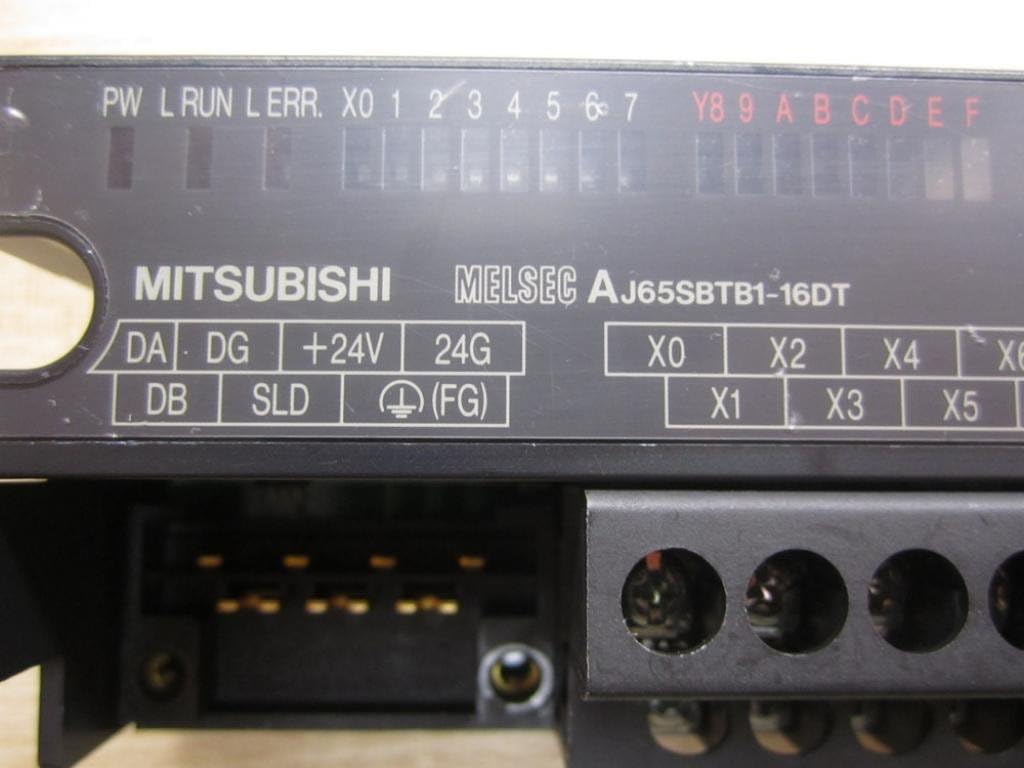 PW L RUN L ERR. X0 1 2 3 4 5 6 7 Y8 9 A B C D E F
MITSUBISHI MELSEC AJ65SBTB1-16DT
DA DG +24V 24G X0 X2 X4 X6
DB SLD (FG) X1 X3 X5